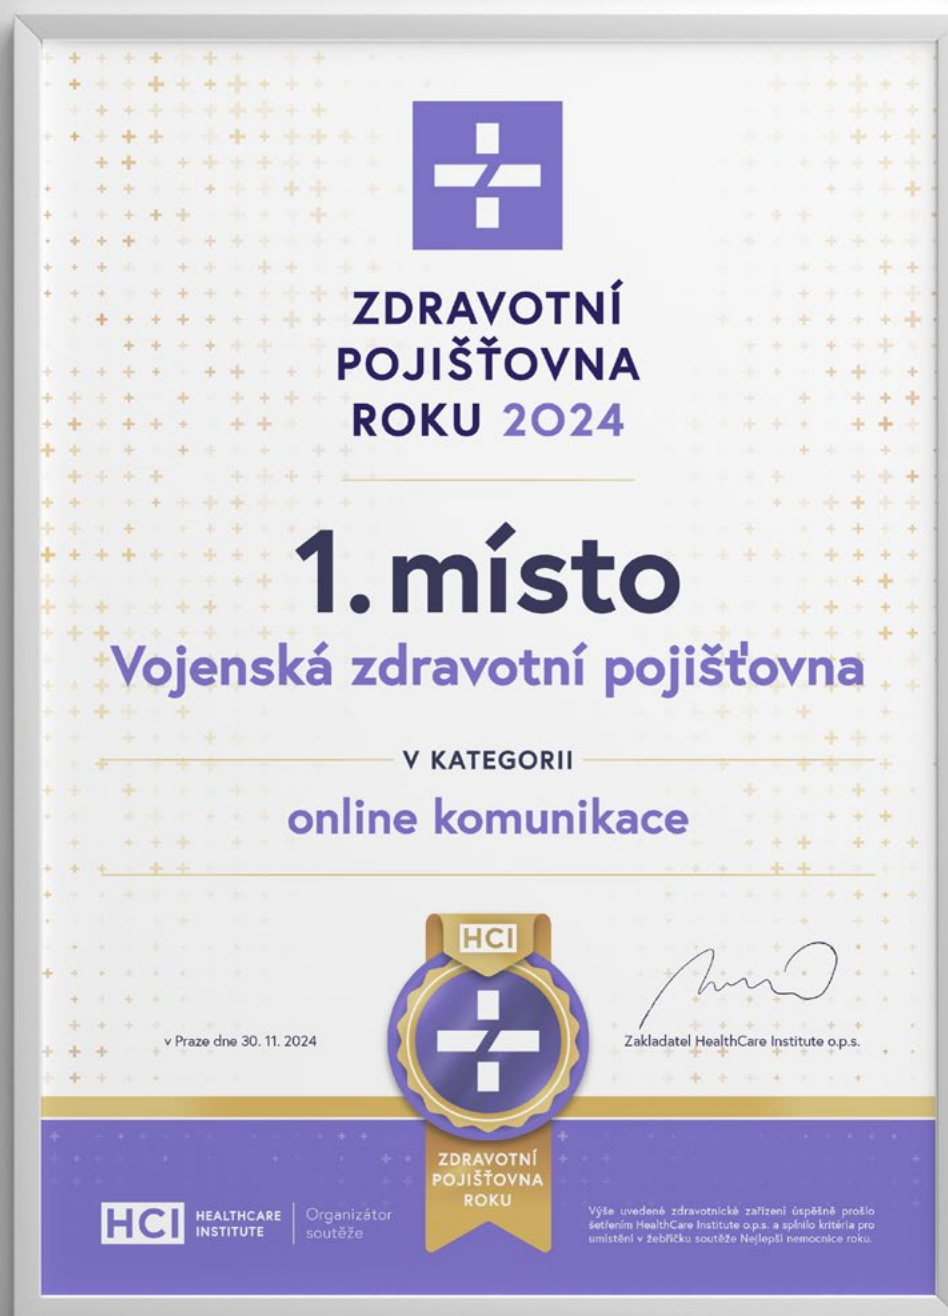 ZDRAVOTNÍ
POJIŠŤOVNA
ROKU 2024
1. místo
Vojenská zdravotní pojišťovna
V KATEGORII
online komunikace
HCI
v Praze dne 30. 11. 2024
Zakladatel HealthCare Institute o.p.s.
ZDRAVOTNÍ
POJIŠŤOVNA
ROKU
HCI
HEALTHCARE
INSTITUTE
Organizátor
soutěže
Výše uvedené zdravotnické zařízení úspěšně prošlo
šetřením HealthCare Institute o.p.s. a splnilo kritéria pro
umístění v žebříčku soutěže Nejlepší nemocnice roku.